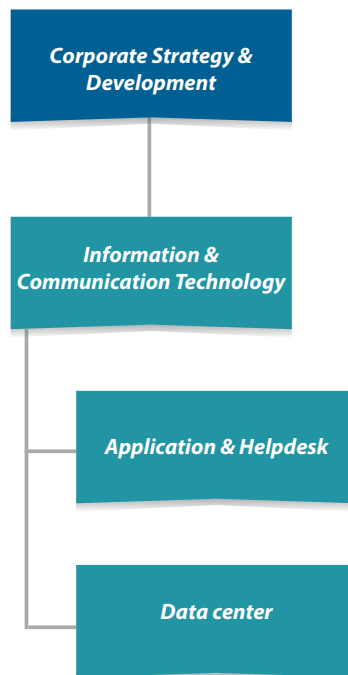 Corporate Strategy &
Development
Information &
Communication Technology
Application & Helpdesk
Data center